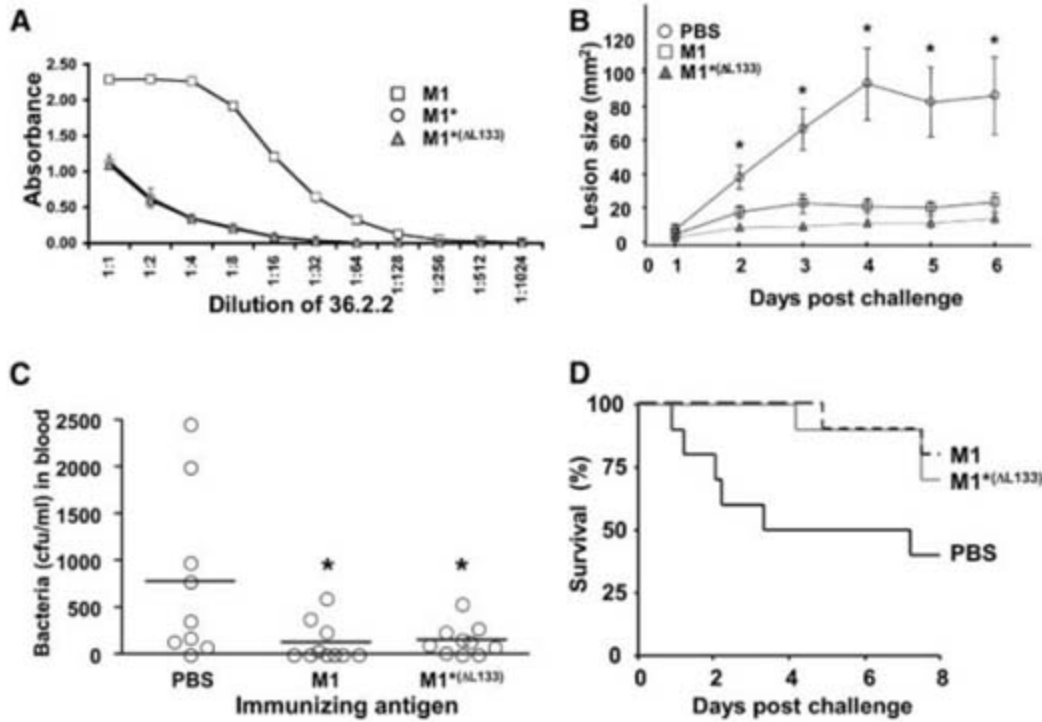 A
Absorbance
2.50
2.00
1.50
1.00
0.50
0.00
M1
M1*
M1*(ΔL133)
1:1
1:2
1:4
1:8
1:16
1:32
1:64
1:128
1:256
1:512
1:1024
Dilution of 36.2.2
B
Lesion size (mm²)
120
100
80
60
40
20
0
PBS
M1
M1*(ΔL133)
* * * * *
0 1 2 3 4 5 6
Days post challenge
C
Bacteria (cfu/ml) in blood
2500
2000
1500
1000
500
0
* *
PBS M1 M1*(ΔL133)
Immunizing antigen
D
Survival (%)
100
75
50
25
M1
M1*(ΔL133)
PBS
0 2 4 6 8
Days post challenge